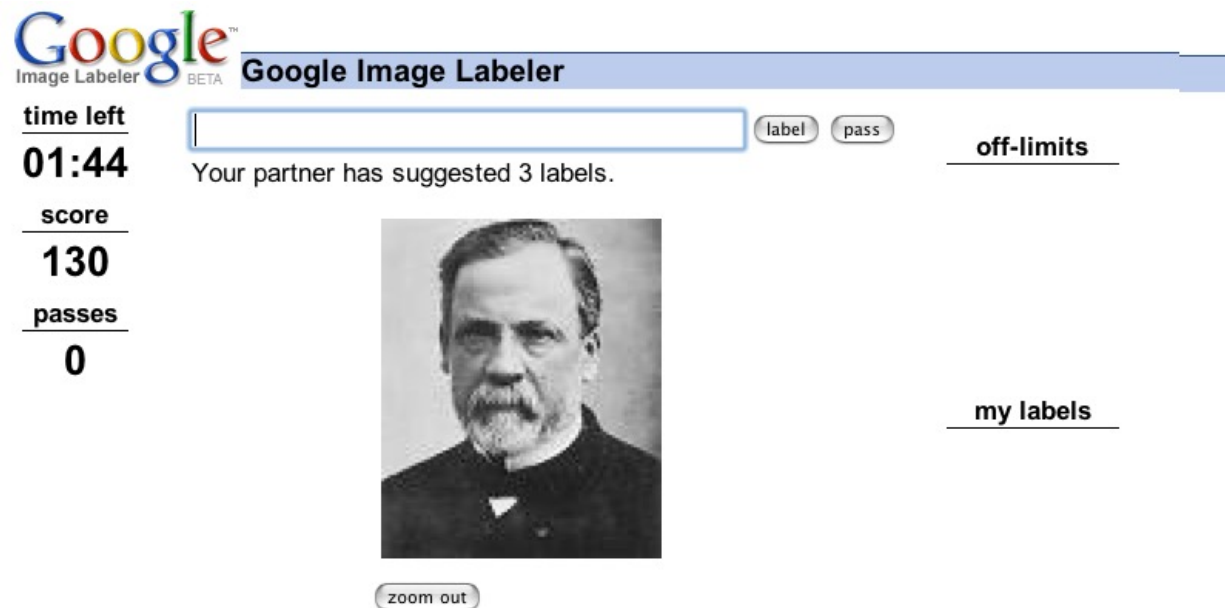 Google™
Image Labeler BETA
Google Image Labeler
time left
01:44
score
130
passes
0
label pass
Your partner has suggested 3 labels.
zoom out
off-limits
my labels